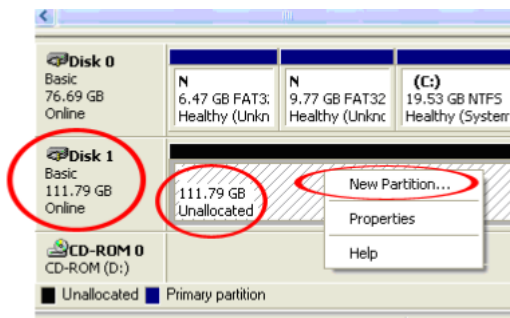 Disk 0
Basic
76.69 GB
Online
N
6.47 GB FAT3:
Healthy (Unkn
N
9.77 GB FAT32
Healthy (Unknc
(C:)
19.53 GB NTFS
Healthy (System
Disk 1
Basic
111.79 GB
Online
111.79 GB
Unallocated
New Partition...
Properties
Help
CD-ROM 0
CD-ROM (D:)
Unallocated Primary partition